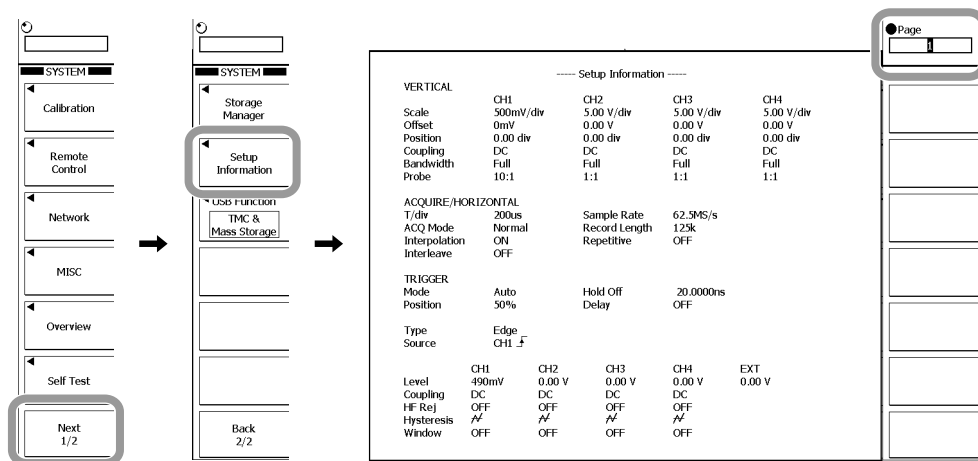 SYSTEM
Calibration
Remote
Control
Network
MISC
Overview
Self Test
Next
1/2
SYSTEM
Storage
Manager
Setup
Information
USB Function
TMC &
Mass Storage
Back
2/2
----- Setup Information -----
VERTICAL
CH1 CH2 CH3 CH4
Scale 500mV/div 5.00 V/div 5.00 V/div 5.00 V/div
Offset 0mV 0.00 V 0.00 V 0.00 V
Position 0.00 div 0.00 div 0.00 div 0.00 div
Coupling DC DC DC DC
Bandwidth Full Full Full Full
Probe 10:1 1:1 1:1 1:1
ACQUIRE/HORIZONTAL
T/div 200us Sample Rate 62.5MS/s
ACQ Mode Normal Record Length 125k
Interpolation ON Repetitive OFF
Interleave OFF
TRIGGER
Mode Auto Hold Off 20.0000ns
Position 50% Delay OFF
Type Edge
Source CH1
CH1 CH2 CH3 CH4 EXT
Level 490mV 0.00 V 0.00 V 0.00 V 0.00 V
Coupling DC DC DC DC
HF Rej OFF OFF OFF OFF
Hysteresis
Window OFF OFF OFF OFF
Page
1